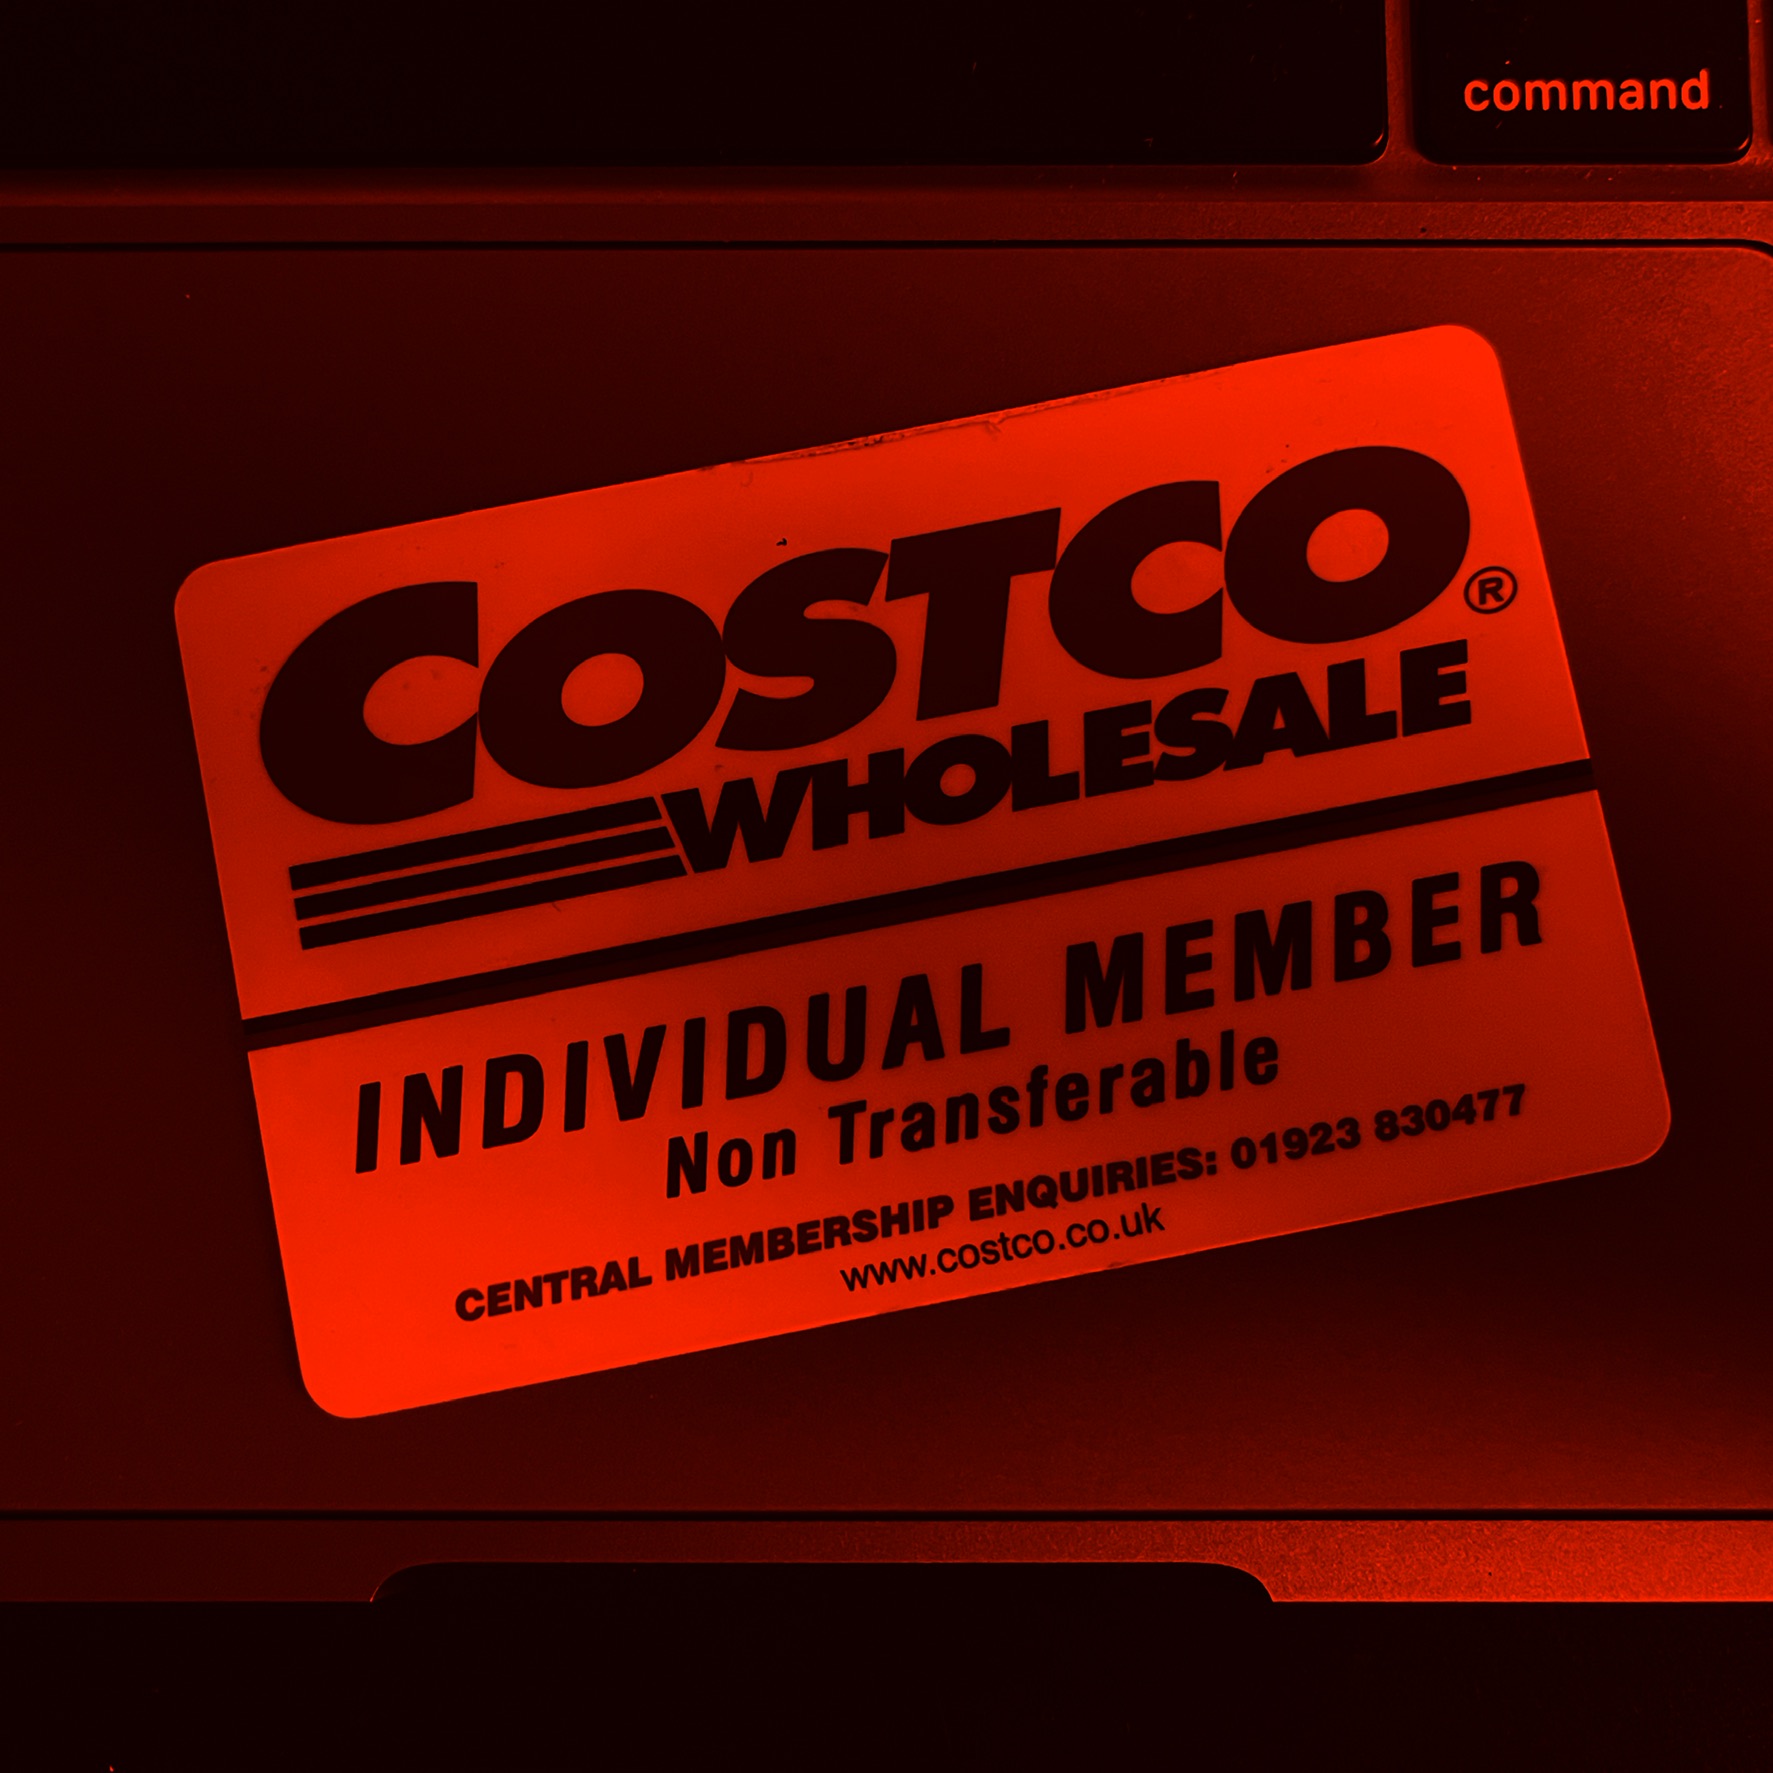 command
COSTCO®
WHOLESALE
INDIVIDUAL MEMBER
Non Transferable
CENTRAL MEMBERSHIP ENQUIRIES: 01923 830477
www.costco.co.uk